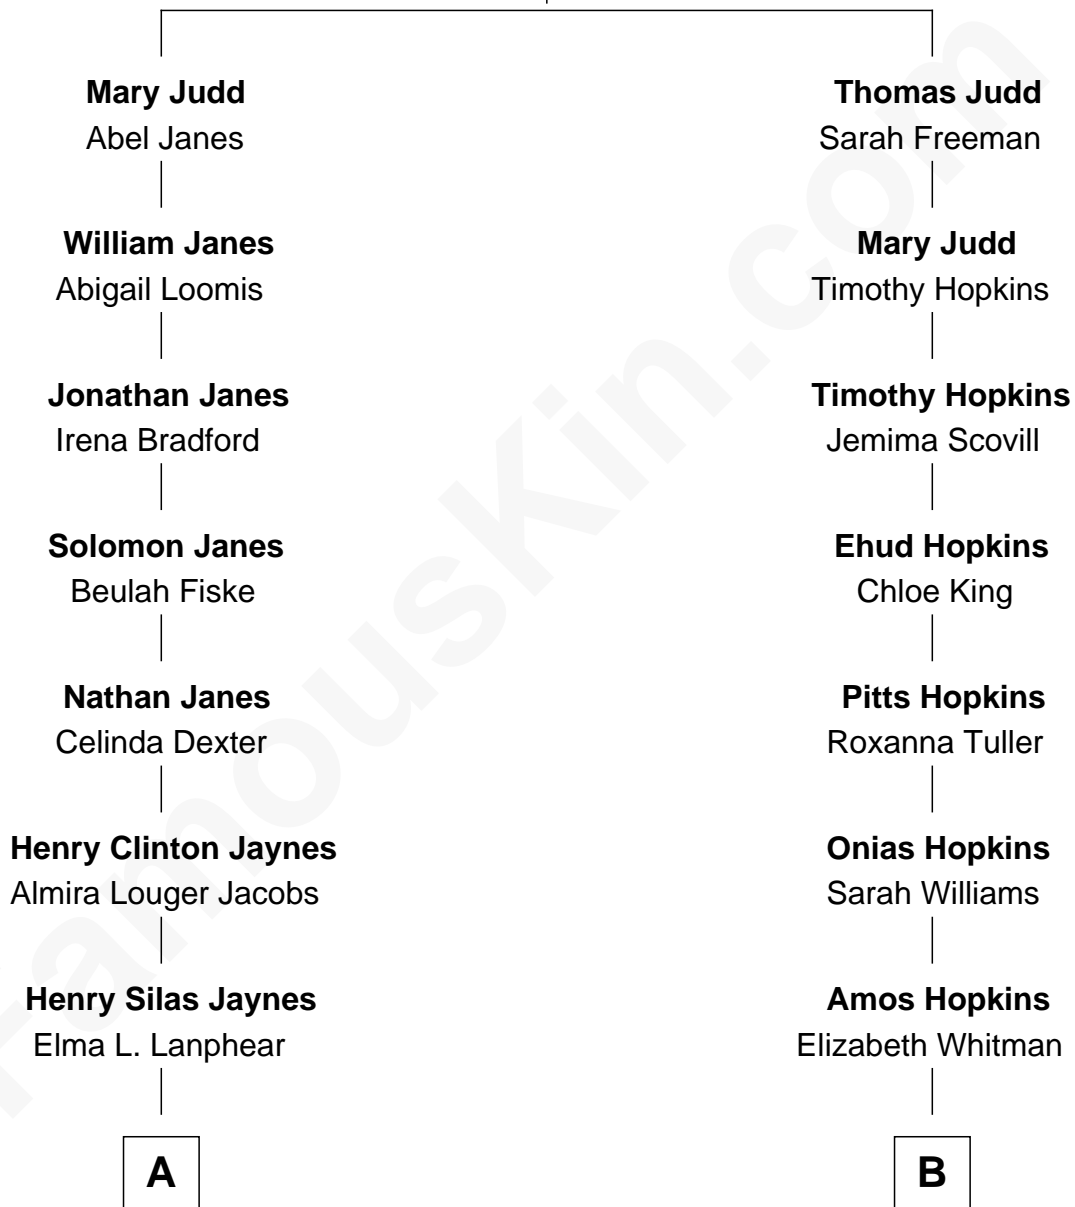 Mary Judd
Abel Janes
Thomas Judd
Sarah Freeman
William Janes
Abigail Loomis
Mary Judd
Timothy Hopkins
Jonathan Janes
Irena Bradford
Timothy Hopkins
Jemima Scovill
Solomon Janes
Beulah Fiske
Ehud Hopkins
Chloe King
Nathan Janes
Celinda Dexter
Pitts Hopkins
Roxanna Tuller
Henry Clinton Jaynes
Almira Louger Jacobs
Onias Hopkins
Sarah Williams
Henry Silas Jaynes
Elma L. Lanphear
Amos Hopkins
Elizabeth Whitman
A
B
FamousKin.com